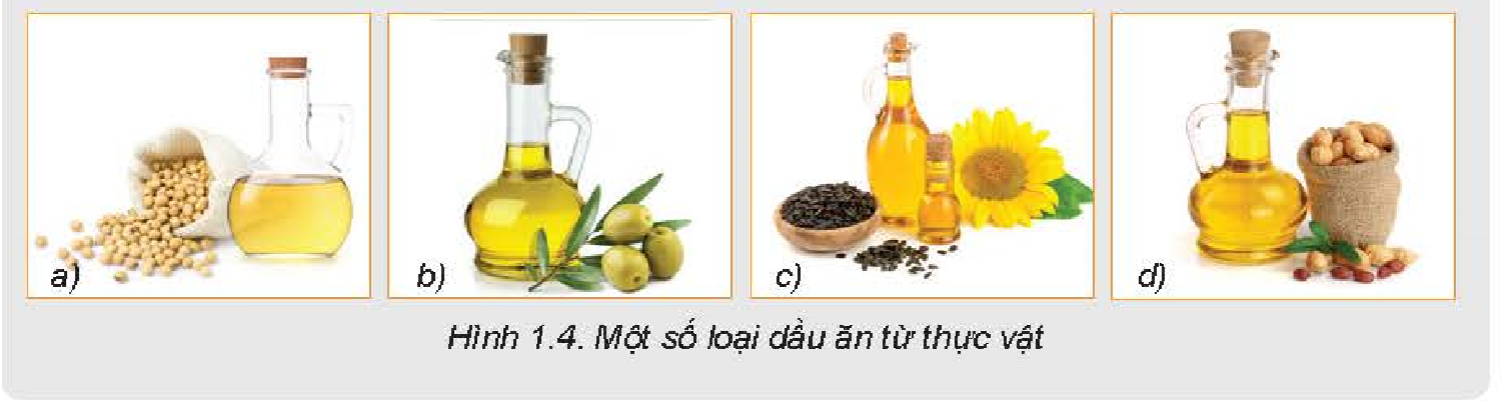 a)
b)
c)
d)
Hình 1.4. Một số loại dầu ăn từ thực vật